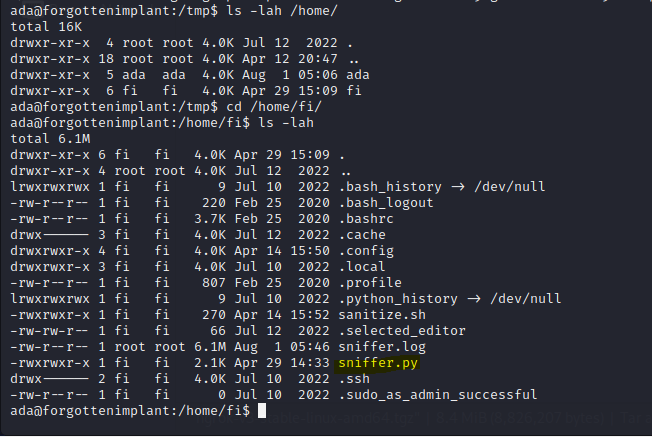 ada@forgottenimplant:/tmp$ ls -lah /home/
total 16K
drwxr-xr-x  4 root root 4.0K Jul 12  2022 .
drwxr-xr-x 18 root root 4.0K Apr 12 20:47 ..
drwxr-xr-x  5 ada  ada  4.0K Aug  1 05:06 ada
drwxr-xr-x  6 fi   fi   4.0K Apr 29 15:09 fi
ada@forgottenimplant:/tmp$ cd /home/fi/
ada@forgottenimplant:/home/fi$ ls -lah
total 6.1M
drwxr-xr-x 6 fi   fi   4.0K Apr 29 15:09 .
drwxr-xr-x 4 root root 4.0K Jul 12  2022 ..
lrwxrwxrwx 1 fi   fi      9 Jul 10  2022 .bash_history → /dev/null
-rw-r--r-- 1 fi   fi    220 Feb 25  2020 .bash_logout
-rw-r--r-- 1 fi   fi   3.7K Feb 25  2020 .bashrc
drwx------ 3 fi   fi   4.0K Jul 12  2022 .cache
drwxrwxr-x 4 fi   fi   4.0K Apr 14 15:50 .config
drwxrwxr-x 3 fi   fi   4.0K Jul 10  2022 .local
-rw-r--r-- 1 fi   fi    807 Feb 25  2020 .profile
lrwxrwxrwx 1 fi   fi      9 Jul 10  2022 .python_history → /dev/null
-rwxrwxr-x 1 fi   fi    270 Apr 14 15:52 sanitize.sh
-rw-rw-r-- 1 fi   fi     66 Jul 12  2022 .selected_editor
-rw-r--r-- 1 root root 6.1M Aug  1 05:46 sniffer.log
-rwxrwxr-x 1 fi   fi   2.1K Apr 29 14:33 sniffer.py
drwx------ 2 fi   fi   4.0K Jul 10  2022 .ssh
-rw-rw-r-- 1 fi   fi      0 Jul 10  2022 .sudo_as_admin_successful
ada@forgottenimplant:/home/fi$